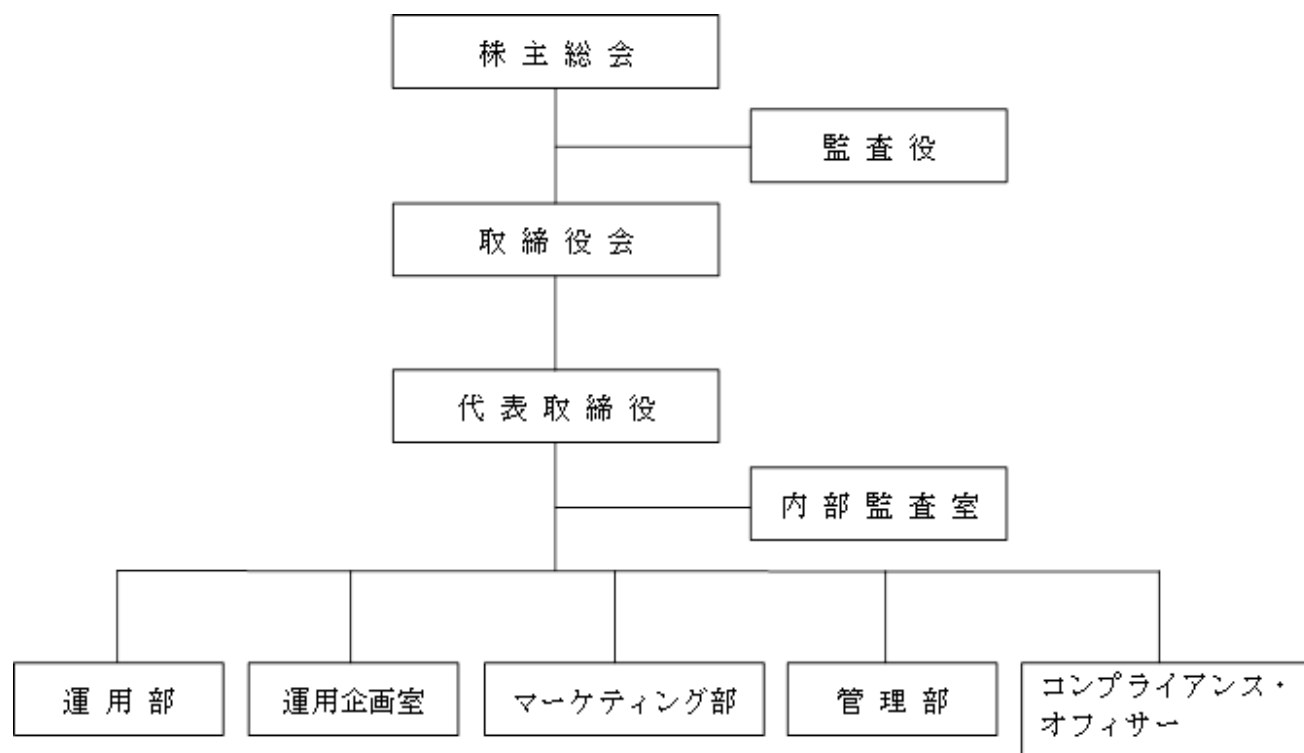 株主総会
監査役
取締役会
代表取締役
内部監査室
運用部
運用企画室
マーケティング部
管理部
コンプライアンス・
オフィサー